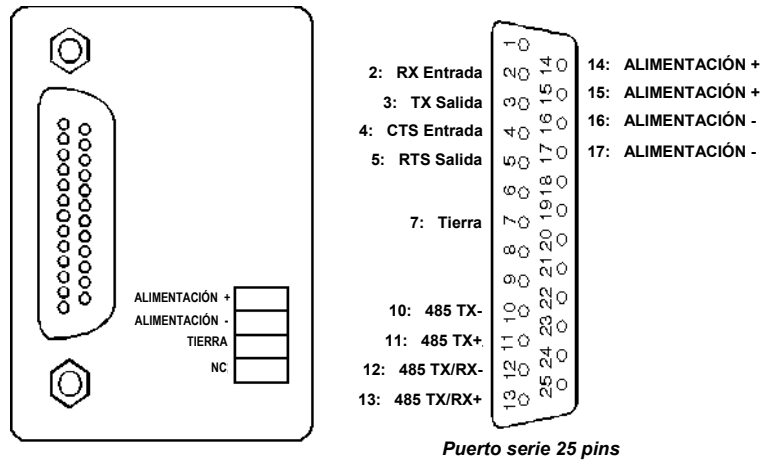 ALIMENTACIÓN +
ALIMENTACIÓN -
TIERRA
NC
2: RX Entrada
3: TX Salida
4: CTS Entrada
5: RTS Salida
7: Tierra
10: 485 TX-
11: 485 TX+
12: 485 TX/RX-
13: 485 TX/RX+
1
2
3
4
5
6
7
8
9
10
11
12
13
14
15
16
17
18
19
20
21
22
23
24
25
14: ALIMENTACIÓN +
15: ALIMENTACIÓN +
16: ALIMENTACIÓN -
17: ALIMENTACIÓN -
Puerto serie 25 pins